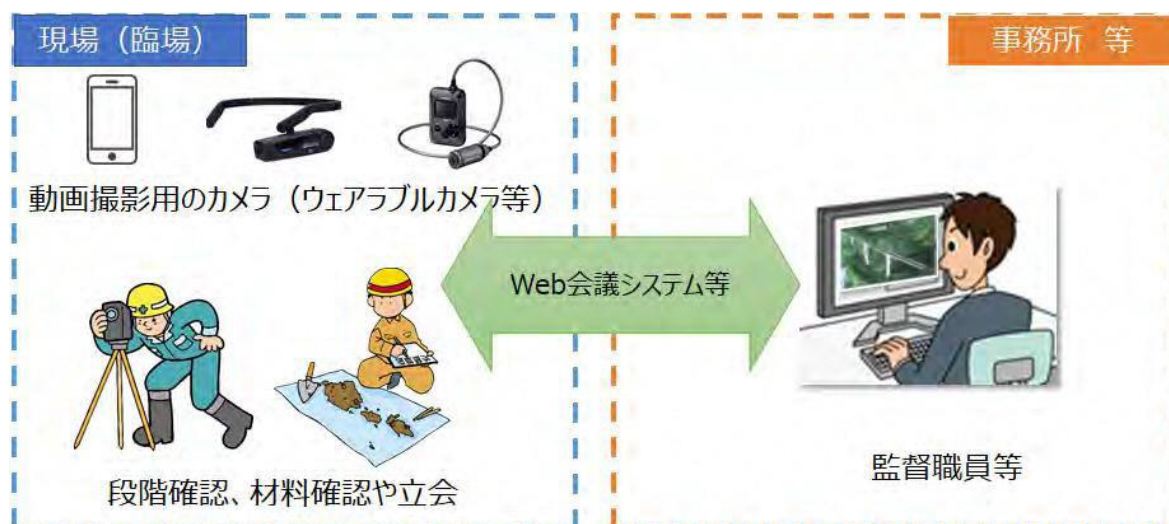 現場（臨場）
事務所 等
動画撮影用のカメラ（ウェアラブルカメラ等）
Web会議システム等
段階確認、材料確認や立会
監督職員等